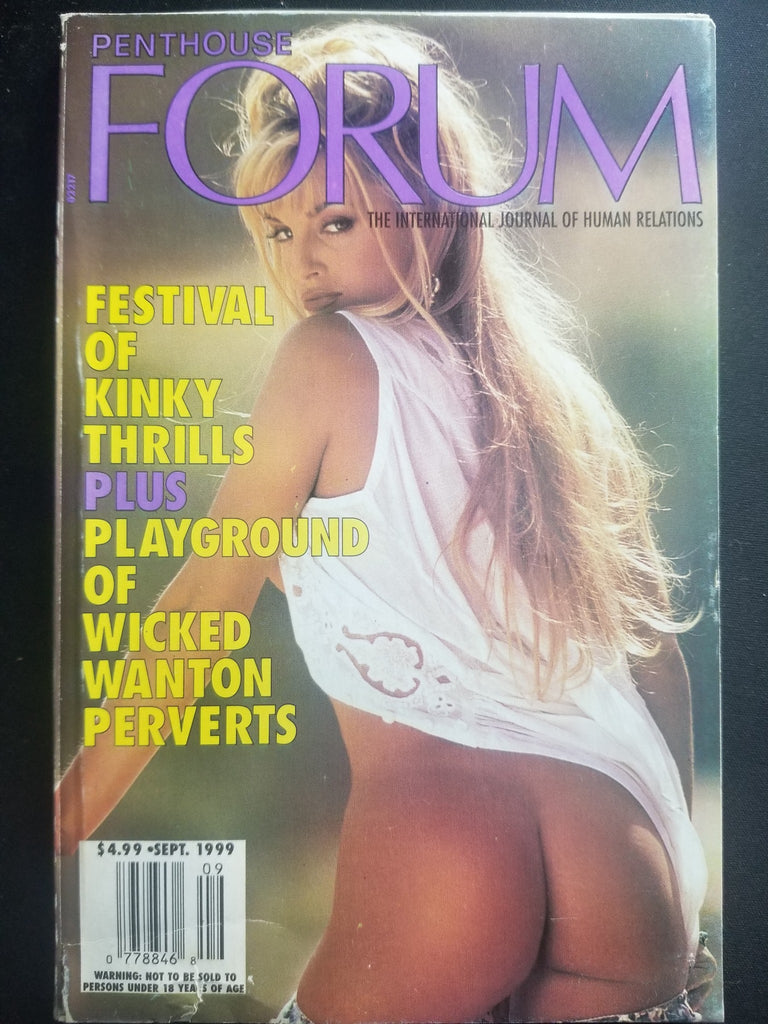 PENTHOUSE
FORUM
THE INTERNATIONAL JOURNAL OF HUMAN RELATIONS
FESTIVAL
OF
KINKY
THRILLS
PLUS
PLAYGROUND
OF
WICKED
WANTON
PERVERTS
$4.99 • SEPT. 1999
09
0 778846 8
WARNING: NOT TO BE SOLD TO
PERSONS UNDER 18 YEARS OF AGE